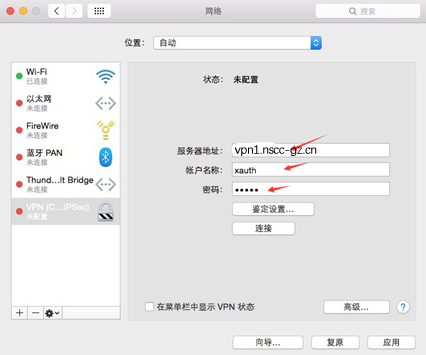 网络
搜索
位置： 自动
Wi-Fi
已连接
以太网
未连接
FireWire
未连接
蓝牙 PAN
未连接
Thund...lt Bridge
未连接
VPN (C...IPSec)
未配置
状态： 未配置
服务器地址： vpn1.nscc-gz.cn
帐户名称： xauth
密码： •••••
鉴定设置...
连接
在菜单栏中显示 VPN 状态
高级...
?
向导...
复原
应用